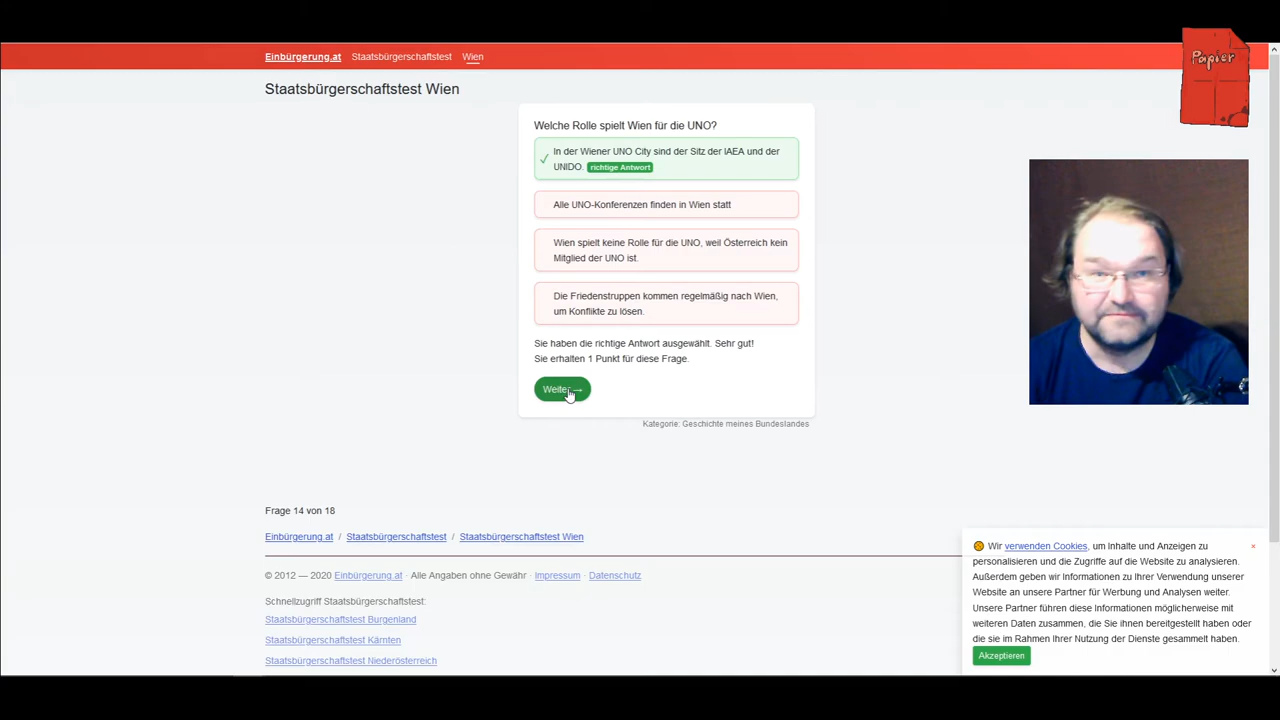 Einbürgerung.at Staatsbürgerschaftstest Wien
Papier
Staatsbürgerschaftstest Wien
Welche Rolle spielt Wien für die UNO?
In der Wiener UNO City sind der Sitz der IAEA und der
UNIDO. richtige Antwort
Alle UNO-Konferenzen finden in Wien statt
Wien spielt keine Rolle für die UNO, weil Österreich kein
Mitglied der UNO ist.
Die Friedenstruppen kommen regelmäßig nach Wien,
um Konflikte zu lösen.
Sie haben die richtige Antwort ausgewählt. Sehr gut!
Sie erhalten 1 Punkt für diese Frage.
Weiter →
Kategorie: Geschichte meines Bundeslandes
Frage 14 von 18
Einbürgerung.at / Staatsbürgerschaftstest / Staatsbürgerschaftstest Wien
© 2012 — 2020 Einbürgerung.at · Alle Angaben ohne Gewähr · Impressum · Datenschutz
Schnellzugriff Staatsbürgerschaftstest:
Staatsbürgerschaftstest Burgenland
Staatsbürgerschaftstest Kärnten
Staatsbürgerschaftstest Niederösterreich
Wir verwenden Cookies, um Inhalte und Anzeigen zu ×
personalisieren und die Zugriffe auf die Website zu analysieren.
Außerdem geben wir Informationen zu Ihrer Verwendung unserer
Website an unsere Partner für Werbung und Analysen weiter.
Unsere Partner führen diese Informationen möglicherweise mit
weiteren Daten zusammen, die Sie ihnen bereitgestellt haben oder
die sie im Rahmen Ihrer Nutzung der Dienste gesammelt haben.
Akzeptieren